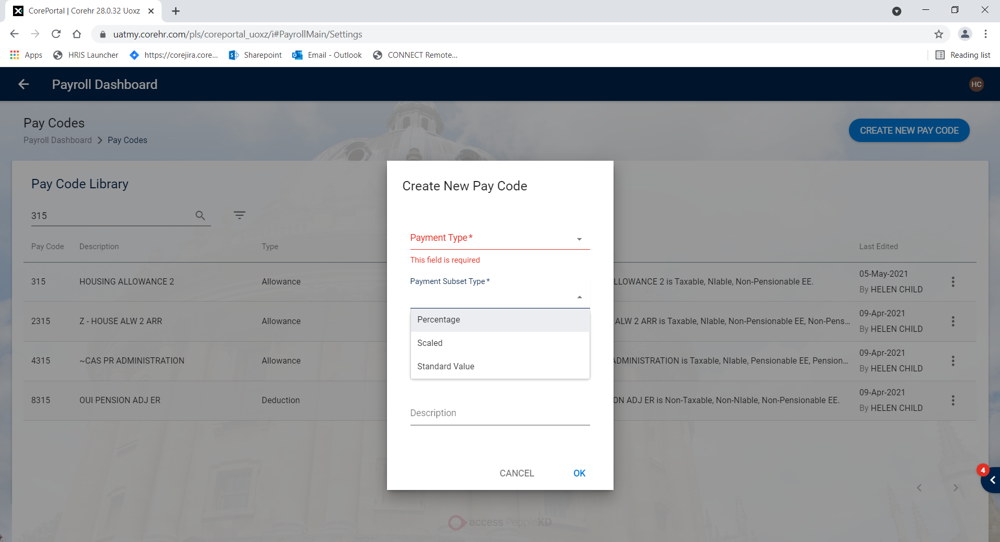 CorePortal | Corehr 28.0.32 Uoxz
uatmy.corehr.com/pls/coreportal_uoxz/i#PayrollMain/Settings
Apps HRIS Launcher https://corejira.core... Sharepoint Email - Outlook CONNECT Remote... Reading list
Payroll Dashboard HC
Pay Codes
Payroll Dashboard Pay Codes
CREATE NEW PAY CODE
Pay Code Library
315
Pay Code Description Type Last Edited
315 HOUSING ALLOWANCE 2 Allowance LLOWANCE 2 is Taxable, NIable, Non-Pensionable EE. 05-May-2021
By HELEN CHILD
2315 Z - HOUSE ALW 2 ARR Allowance ALW 2 ARR is Taxable, NIable, Non-Pensionable EE, Non-Pens... 09-Apr-2021
By HELEN CHILD
4315 ~CAS PR ADMINISTRATION Allowance ADMINISTRATION is Taxable, NIable, Pensionable EE, Pension... 09-Apr-2021
By HELEN CHILD
8315 OUI PENSION ADJ ER Deduction ON ADJ ER is Non-Taxable, Non-NIable, Non-Pensionable EE. 09-Apr-2021
By HELEN CHILD
Create New Pay Code
Payment Type*
This field is required
Payment Subset Type*
Percentage
Scaled
Standard Value
Description
CANCEL OK
4
access PeopleXD